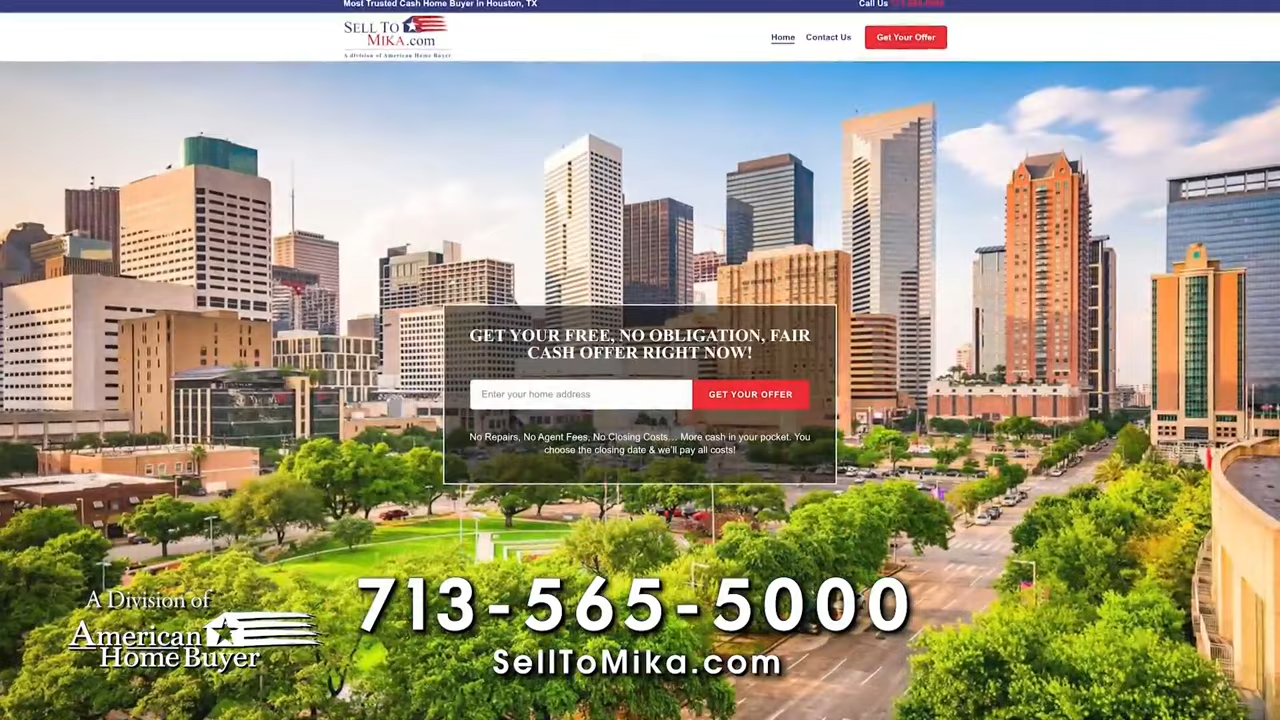 Most Trusted Cash Home Buyer in Houston, TX
Call Us
SELL TO
MIKA.com
A division of American Home Buyer
Home
Contact Us
Get Your Offer
GET YOUR FREE, NO OBLIGATION, FAIR
CASH OFFER RIGHT NOW!
Enter your home address
GET YOUR OFFER
No Repairs, No Agent Fees, No Closing Costs... More cash in your pocket. You
choose the closing date & we'll pay all costs!
713-565-5000
SellToMika.com
A Division of
American
Home Buyer